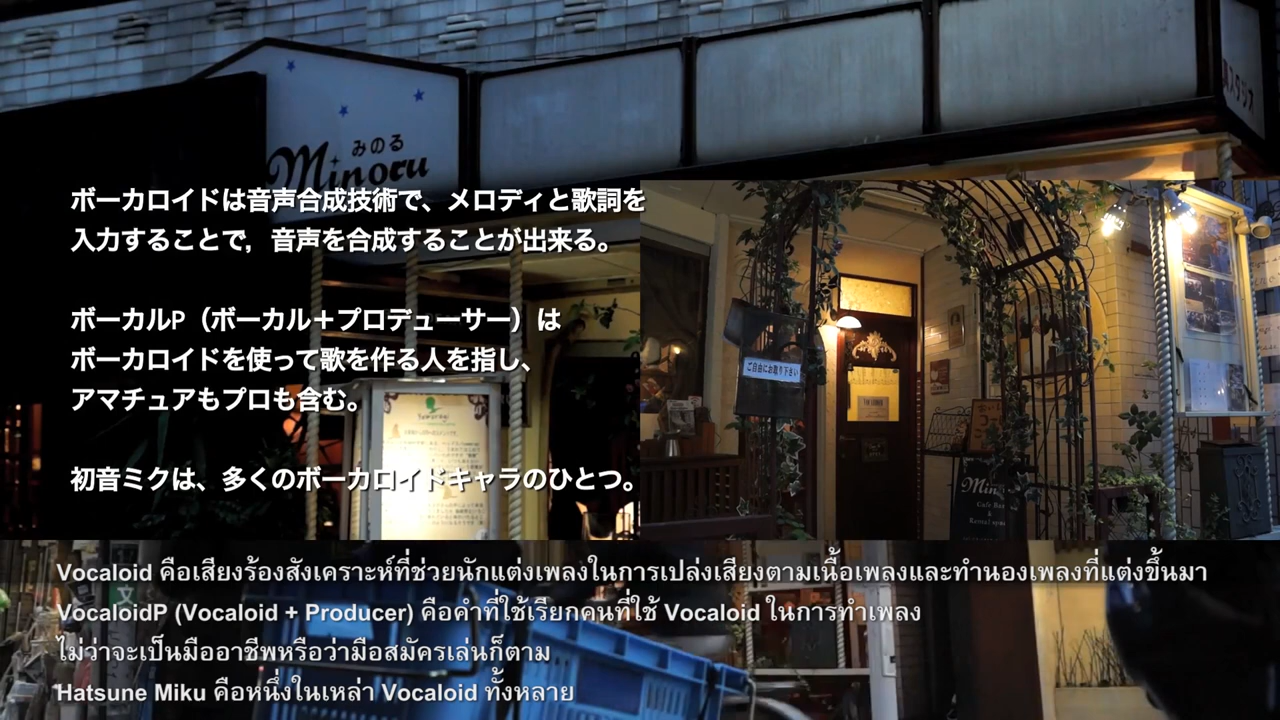 みのる
Minoru
ボーカロイドは音声合成技術で、メロディと歌詞を
入力することで，音声を合成することが出来る。
ボーカルP（ボーカル＋プロデューサー）は
ボーカロイドを使って歌を作る人を指し、
アマチュアもプロも含む。
初音ミクは、多くのボーカロイドキャラのひとつ。
ご自由にお取り下さい
Vocaloid คือเสียงร้องสังเคราะห์ที่ช่วยนักแต่งเพลงในการเปล่งเสียงตามเนื้อเพลงและทำนองเพลงที่แต่งขึ้นมา
VocaloidP (Vocaloid + Producer) คือคำที่ใช้เรียกคนที่ใช้ Vocaloid ในการทำเพลง
ไม่ว่าจะเป็นมืออาชีพหรือว่ามือสมัครเล่นก็ตาม
Hatsune Miku คือหนึ่งในเหล่า Vocaloid ทั้งหลาย